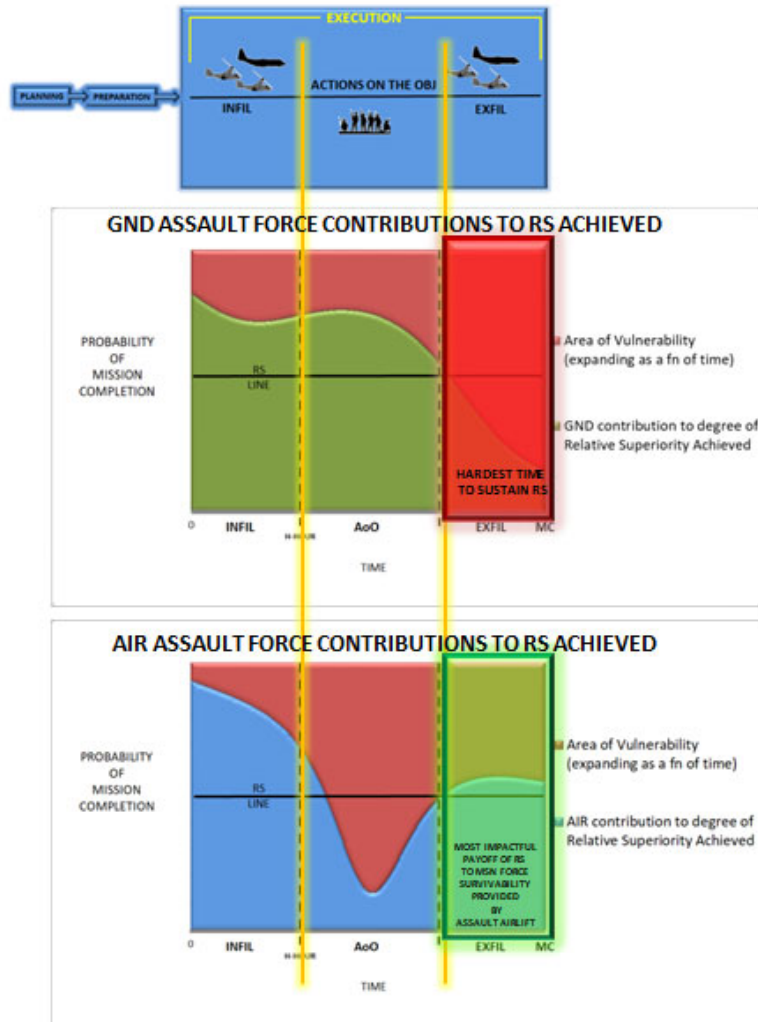 EXECUTION
PLANNING
PREPARATION
ACTIONS ON THE OBJ
INFIL
EXFIL
GND ASSAULT FORCE CONTRIBUTIONS TO RS ACHIEVED
PROBABILITY
OF
MISSION
COMPLETION
RS
LINE
Area of Vulnerability
(expanding as a fn of time)
GND contribution to degree of
Relative Superiority Achieved
HARDEST TIME
TO SUSTAIN RS
0
INFIL
H-HOUR
AoO
EXFIL
MC
TIME
AIR ASSAULT FORCE CONTRIBUTIONS TO RS ACHIEVED
PROBABILITY
OF
MISSION
COMPLETION
RS
LINE
Area of Vulnerability
(expanding as a fn of time)
AIR contribution to degree of
Relative Superiority Achieved
MOST IMPACTFUL
PAYOFF OF RS
TO MSN FORCE
SURVIVABILITY
PROVIDED
BY
ASSAULT AIRLIFT
0
INFIL
H-HOUR
AoO
EXFIL
MC
TIME